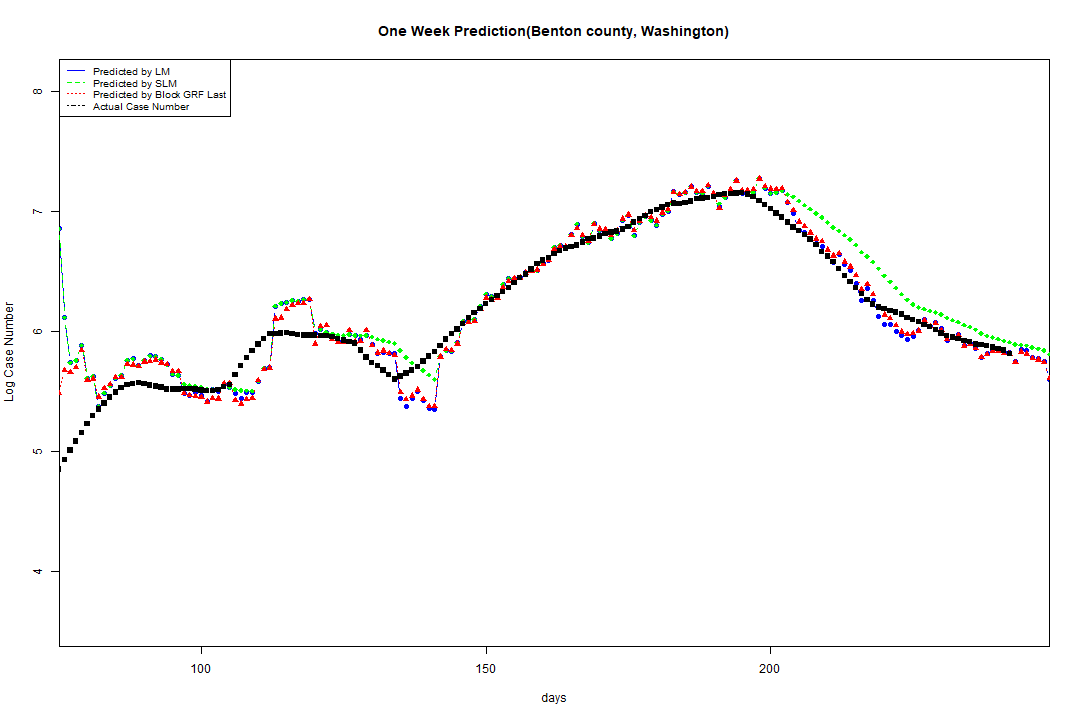 One Week Prediction(Benton county, Washington)
Predicted by LM
Predicted by SLM
Predicted by Block GRF Last
Actual Case Number
8
7
6
5
4
Log Case Number
100 150 200
days